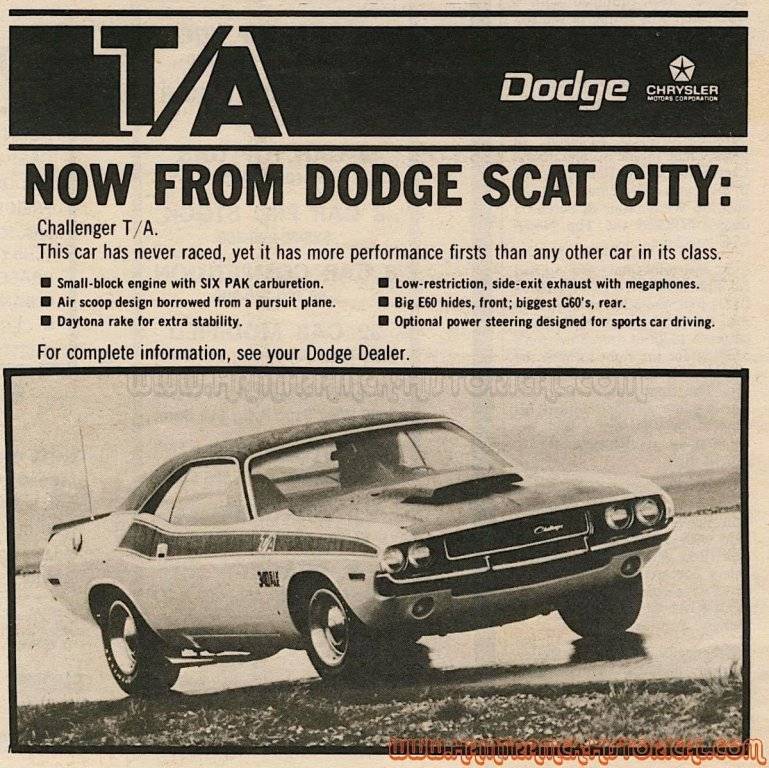 T/A
Dodge
CHRYSLER
MOTORS CORPORATION
NOW FROM DODGE SCAT CITY:
Challenger T/A.
This car has never raced, yet it has more performance firsts than any other car in its class.
■ Small-block engine with SIX PAK carburetion.
■ Air scoop design borrowed from a pursuit plane.
■ Daytona rake for extra stability.
■ Low-restriction, side-exit exhaust with megaphones.
■ Big E60 hides, front; biggest G60's, rear.
■ Optional power steering designed for sports car driving.
For complete information, see your Dodge Dealer.
Challenger
T/A